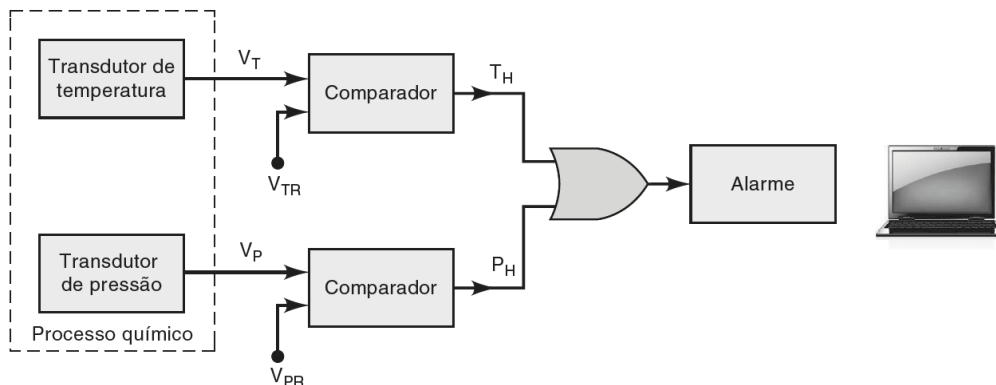 Transdutor de
temperatura
V_T
Comparador
T_H
V_TR
Alarme
Transdutor
de pressão
V_P
Comparador
P_H
Processo químico
V_PR